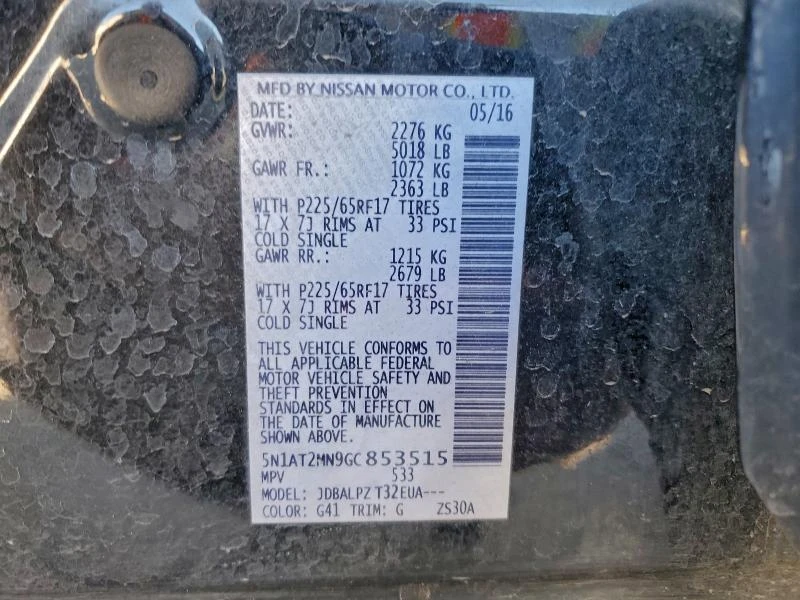 MFD BY NISSAN MOTOR CO., LTD.
DATE: 05/16
GVWR: 2276 KG
5018 LB
GAWR FR.: 1072 KG
2363 LB
WITH P225/65RF17 TIRES
17 X 7J RIMS AT 33 PSI
COLD SINGLE
GAWR RR.: 1215 KG
2679 LB
WITH P225/65RF17 TIRES
17 X 7J RIMS AT 33 PSI
COLD SINGLE
THIS VEHICLE CONFORMS TO
ALL APPLICABLE FEDERAL
MOTOR VEHICLE SAFETY AND
THEFT PREVENTION
STANDARDS IN EFFECT ON
THE DATE OF MANUFACTURE
SHOWN ABOVE.
5N1AT2MN9GC853515
MPV 533
MODEL: JDBALPZ T32EUA---
COLOR: G41 TRIM: G ZS30A